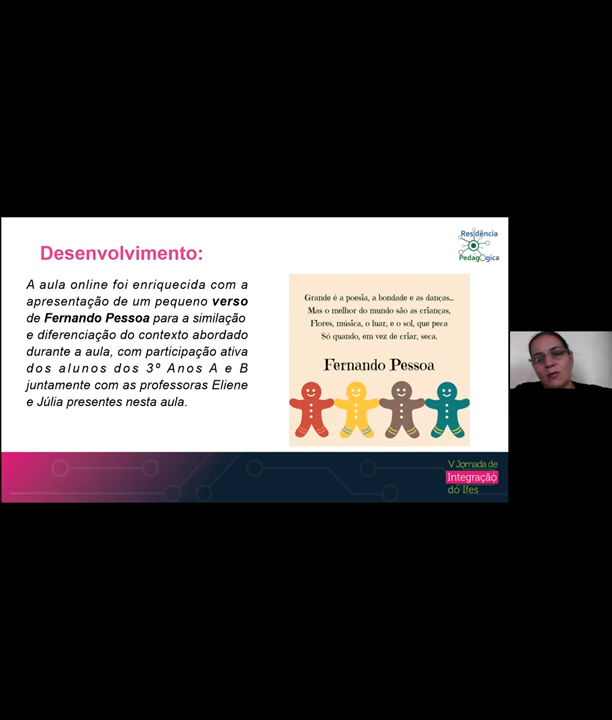 Desenvolvimento:
Residência
Pedagógica
A aula online foi enriquecida com a
apresentação de um pequeno verso
de Fernando Pessoa para a similação
e diferenciação do contexto abordado
durante a aula, com participação ativa
dos alunos dos 3º Anos A e B
juntamente com as professoras Eliene
e Júlia presentes nesta aula.
Grande é a poesia, a bondade e as danças...
Mas o melhor do mundo são as crianças,
Flores, música, o luar, e o sol, que peca
Só quando, em vez de criar, seca.
Fernando Pessoa
V Jornada de
Integração
do Ifes